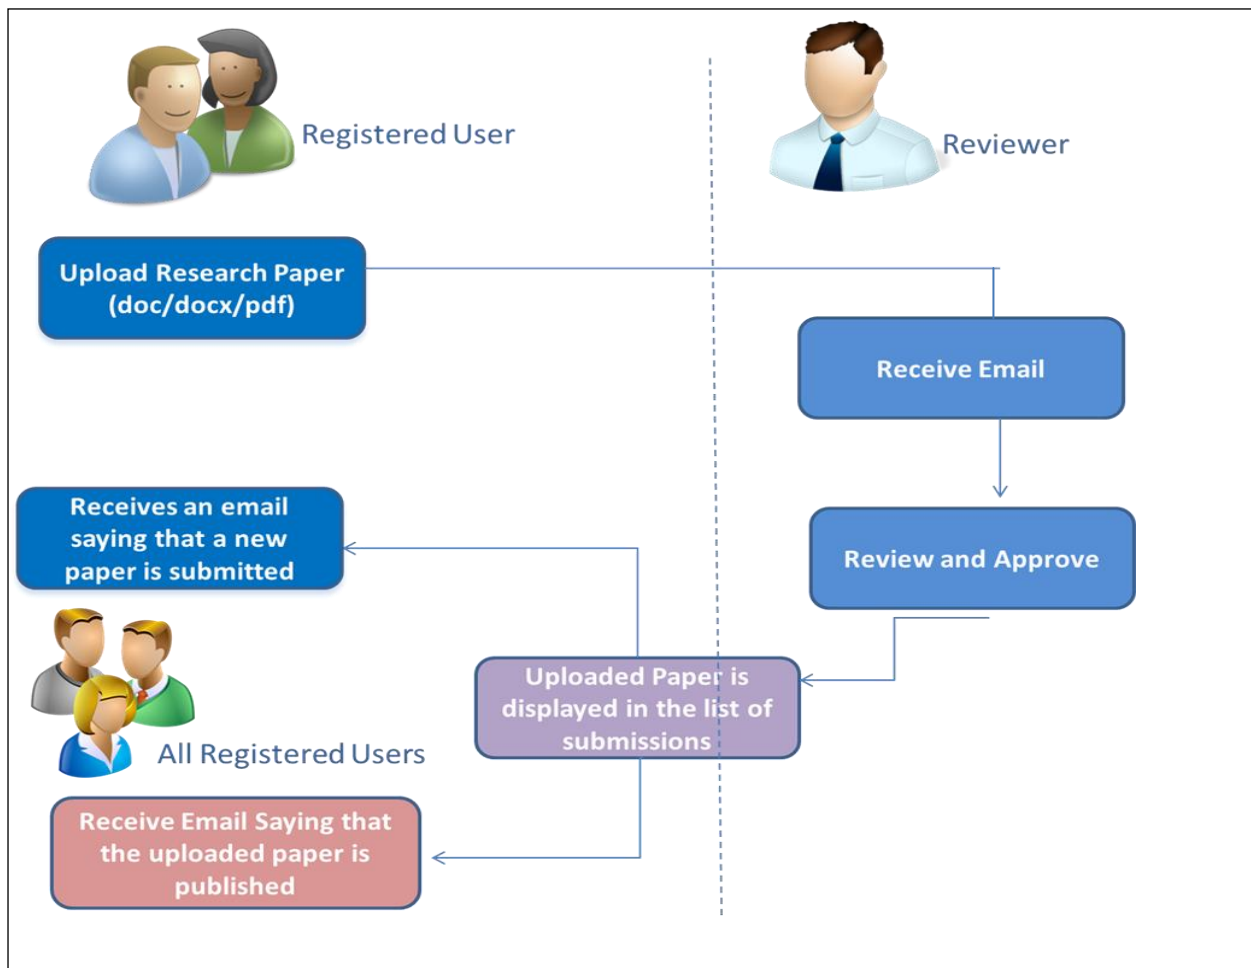 Registered User
Reviewer
Upload Research Paper
(doc/docx/pdf)
Receive Email
Receives an email
saying that a new
paper is submitted
Review and Approve
Uploaded Paper is
displayed in the list of
submissions
All Registered Users
Receive Email Saying that
the uploaded paper is
published